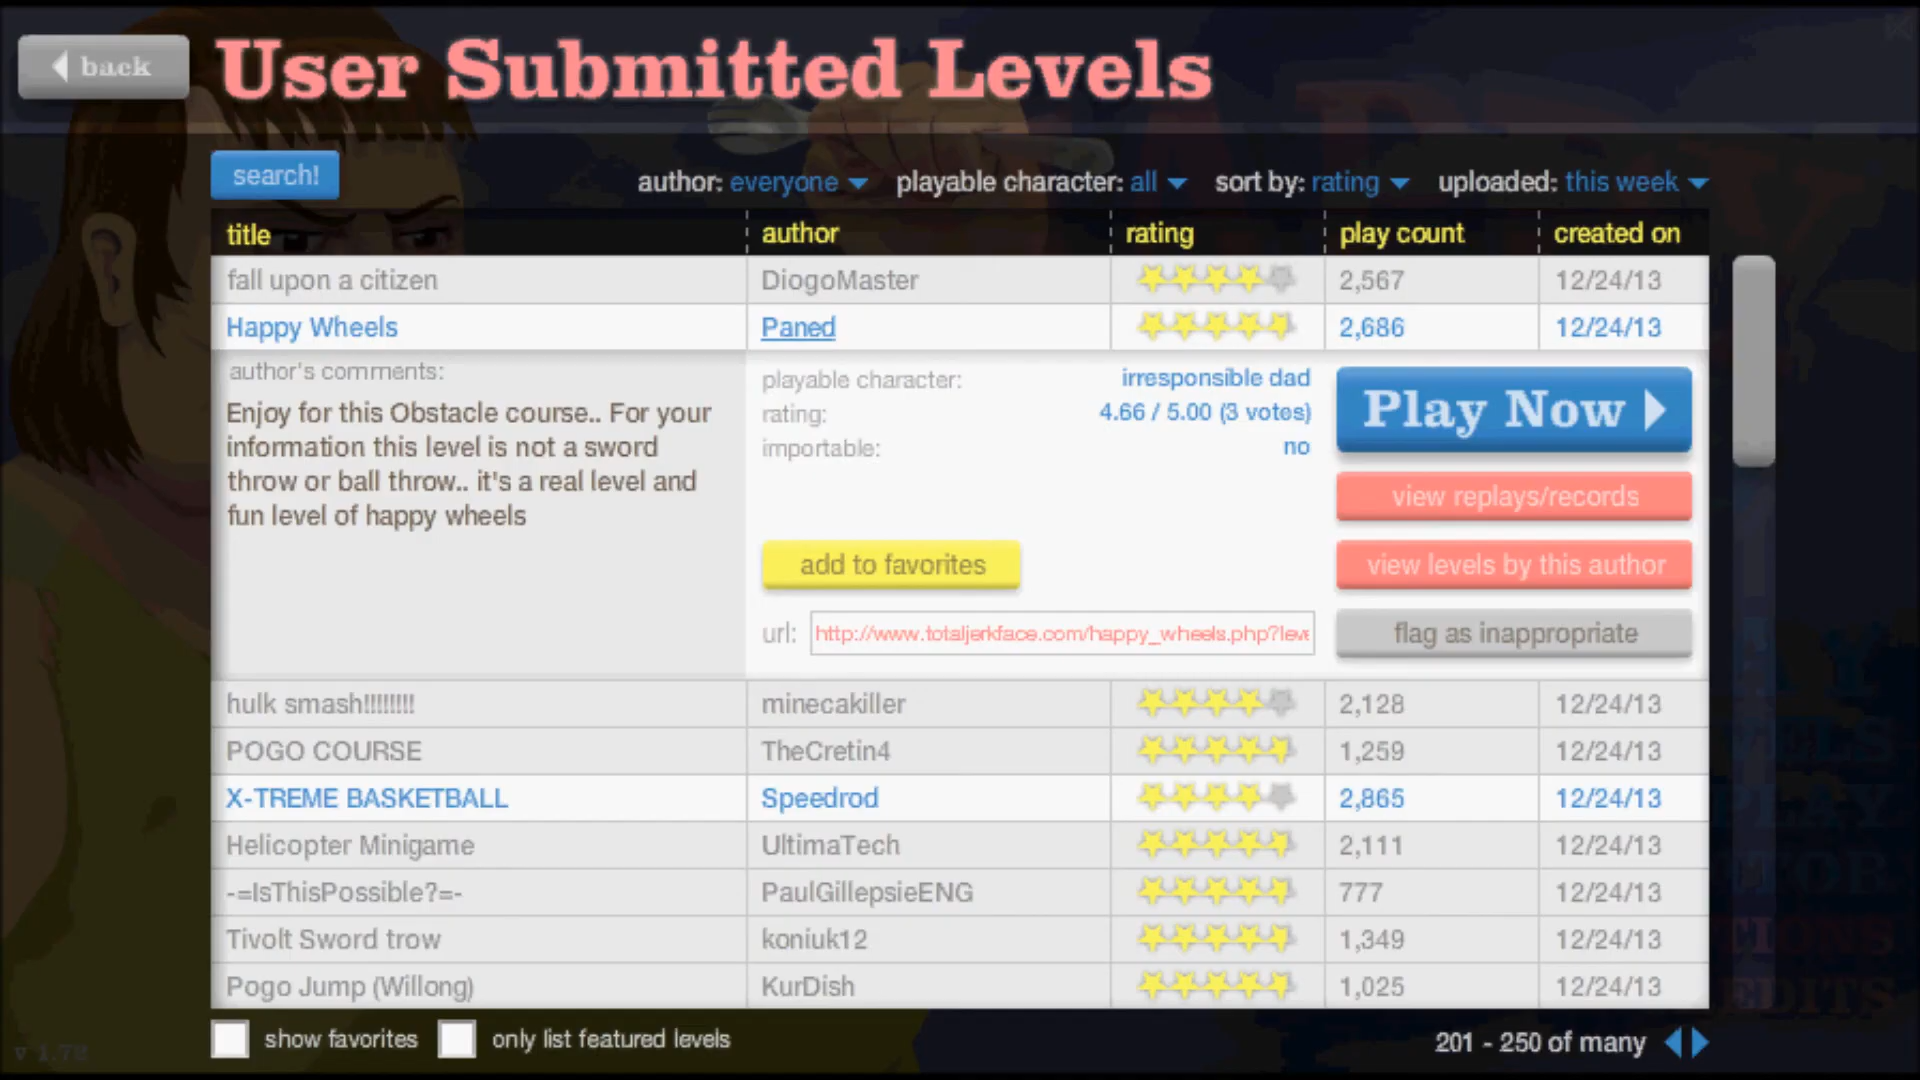 back
User Submitted Levels
search!
author: everyone playable character: all sort by: rating uploaded: this week
title author rating play count created on
fall upon a citizen DiogoMaster 2,567 12/24/13
Happy Wheels Paned 2,686 12/24/13
author's comments:
Enjoy for this Obstacle course.. For your
information this level is not a sword
throw or ball throw.. it's a real level and
fun level of happy wheels
playable character: irresponsible dad
rating: 4.66 / 5.00 (3 votes)
importable: no
add to favorites
url: http://www.totaljerkface.com/happy_wheels.php?leve
Play Now
view replays/records
view levels by this author
flag as inappropriate
hulk smash!!!!!!!! minecakiller 2,128 12/24/13
POGO COURSE TheCretin4 1,259 12/24/13
X-TREME BASKETBALL Speedrod 2,865 12/24/13
Helicopter Minigame UltimaTech 2,111 12/24/13
-=IsThisPossible?=- PaulGillepsieENG 777 12/24/13
Tivolt Sword trow koniuk12 1,349 12/24/13
Pogo Jump (Willong) KurDish 1,025 12/24/13
show favorites only list featured levels 201 - 250 of many
v 1.72